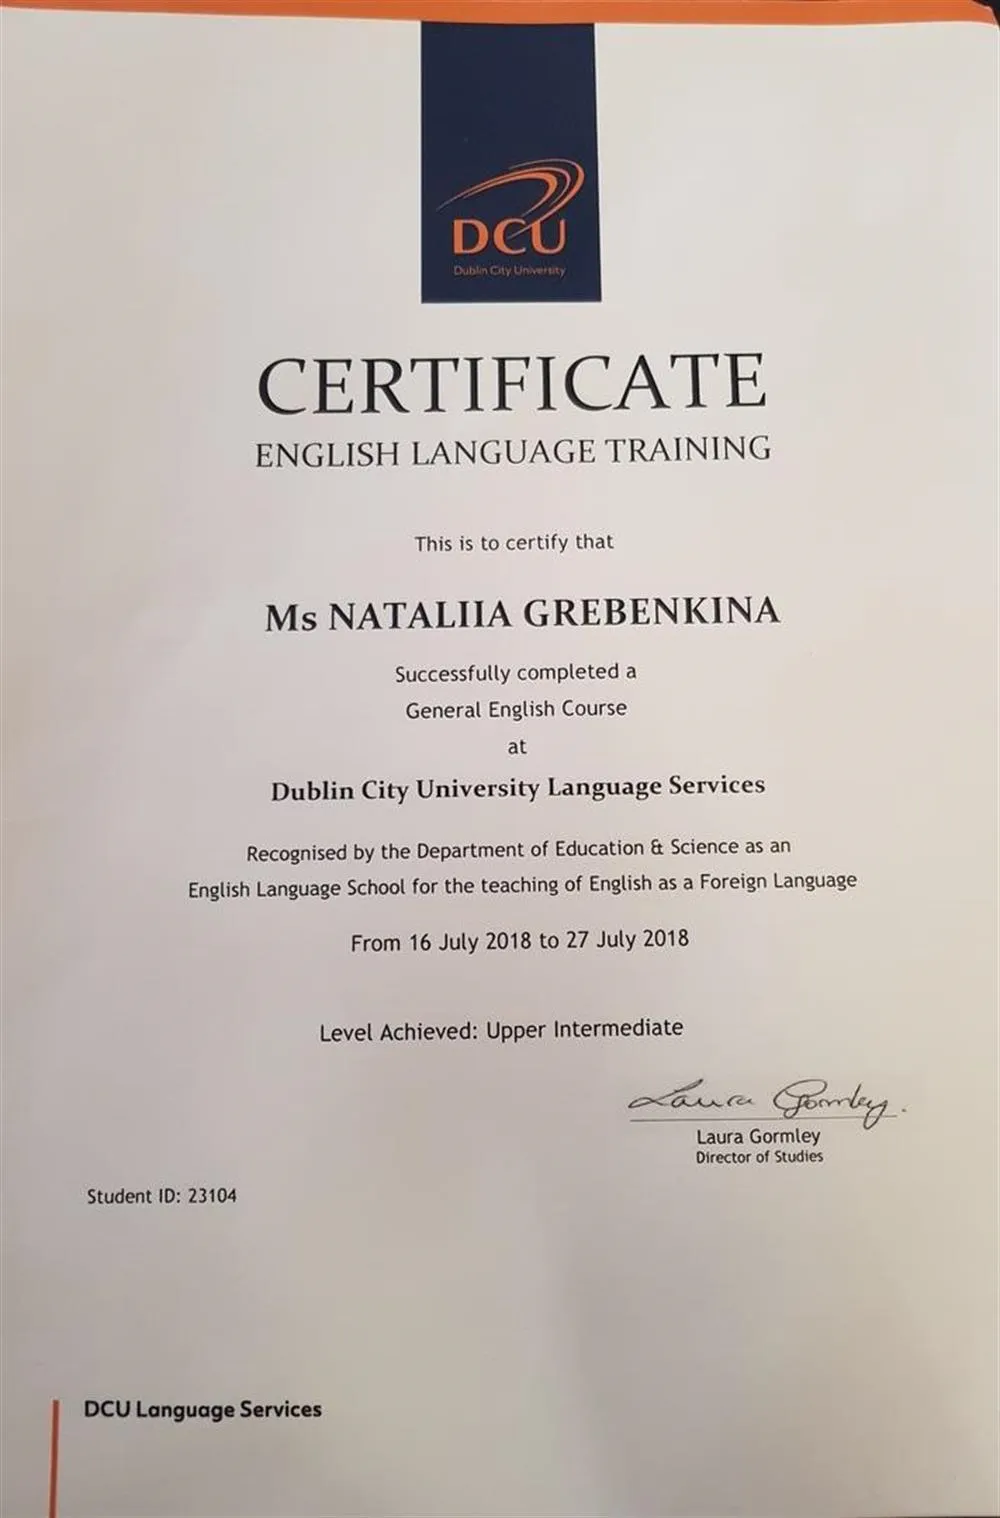 DCU
Dublin City University
CERTIFICATE
ENGLISH LANGUAGE TRAINING
This is to certify that
Ms NATALIIA GREBENKINA
Successfully completed a
General English Course
at
Dublin City University Language Services
Recognised by the Department of Education & Science as an
English Language School for the teaching of English as a Foreign Language
From 16 July 2018 to 27 July 2018
Level Achieved: Upper Intermediate
Laura Gormley.
Laura Gormley
Director of Studies
Student ID: 23104
DCU Language Services